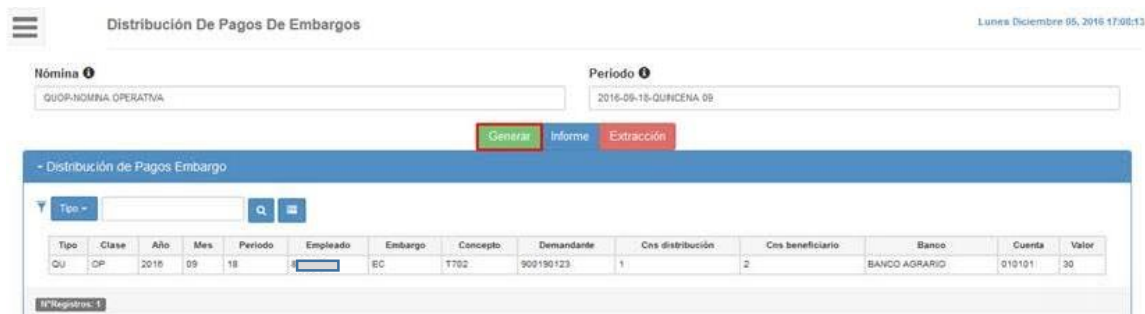 Distribución De Pagos De Embargos
Lunes Diciembre 05, 2016 17:00:13
Nómina
Periodo
QUOP-NOMINA OPERATIVA
2016-09-18-QUINCENA 09
Generar Informe Extracción
- Distribución de Pagos Embargo
Tipo
Tipo Clase Año Mes Periodo Empleado Embargo Concepto Demandante Cns distribución Cns beneficiario Banco Cuenta Valor
QU OP 2016 09 18 8 EC T702 900190123 1 2 BANCO AGRARIO 010101 30
N°Registros: 1